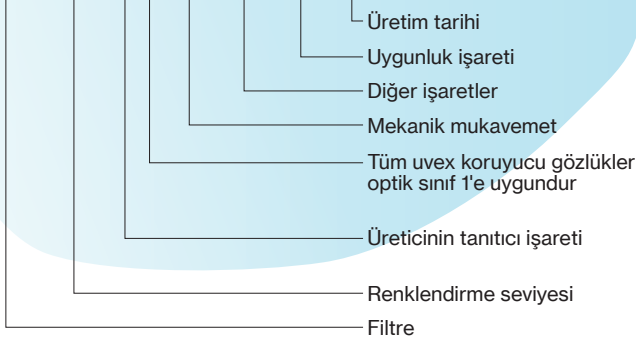 Üretim tarihi
Uygunluk işareti
Diğer işaretler
Mekanik mukavemet
Tüm uvex koruyucu gözlükler
optik sınıf 1'e uygundur
Üreticinin tanıtıcı işareti
Renklendirme seviyesi
Filtre